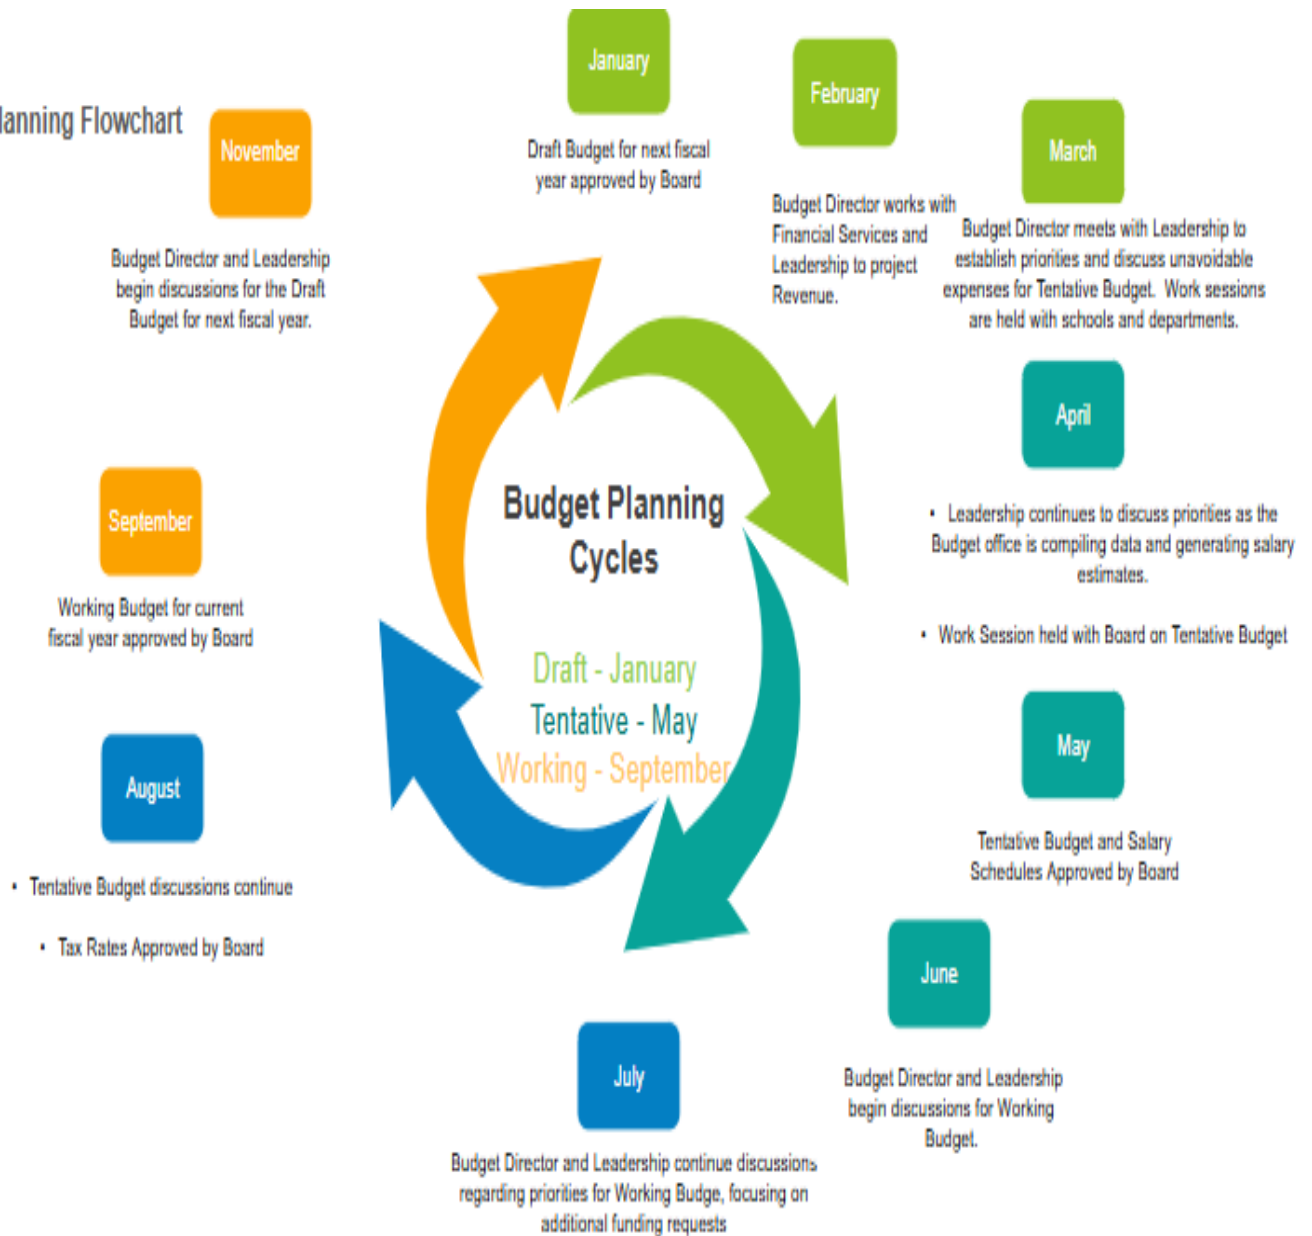 lanning Flowchart
January
Draft Budget for next fiscal
year approved by Board
February
Budget Director works with
Financial Services and
Leadership to project
Revenue.
March
Budget Director meets with Leadership to
establish priorities and discuss unavoidable
expenses for Tentative Budget. Work sessions
are held with schools and departments.
April
• Leadership continues to discuss priorities as the
Budget office is compiling data and generating salary
estimates.
• Work Session held with Board on Tentative Budget
May
Tentative Budget and Salary
Schedules Approved by Board
June
Budget Director and Leadership
begin discussions for Working
Budget.
July
Budget Director and Leadership continue discussions
regarding priorities for Working Budge, focusing on
additional funding requests
August
• Tentative Budget discussions continue
• Tax Rates Approved by Board
September
Working Budget for current
fiscal year approved by Board
November
Budget Director and Leadership
begin discussions for the Draft
Budget for next fiscal year.
Budget Planning
Cycles
Draft - January
Tentative - May
Working - September